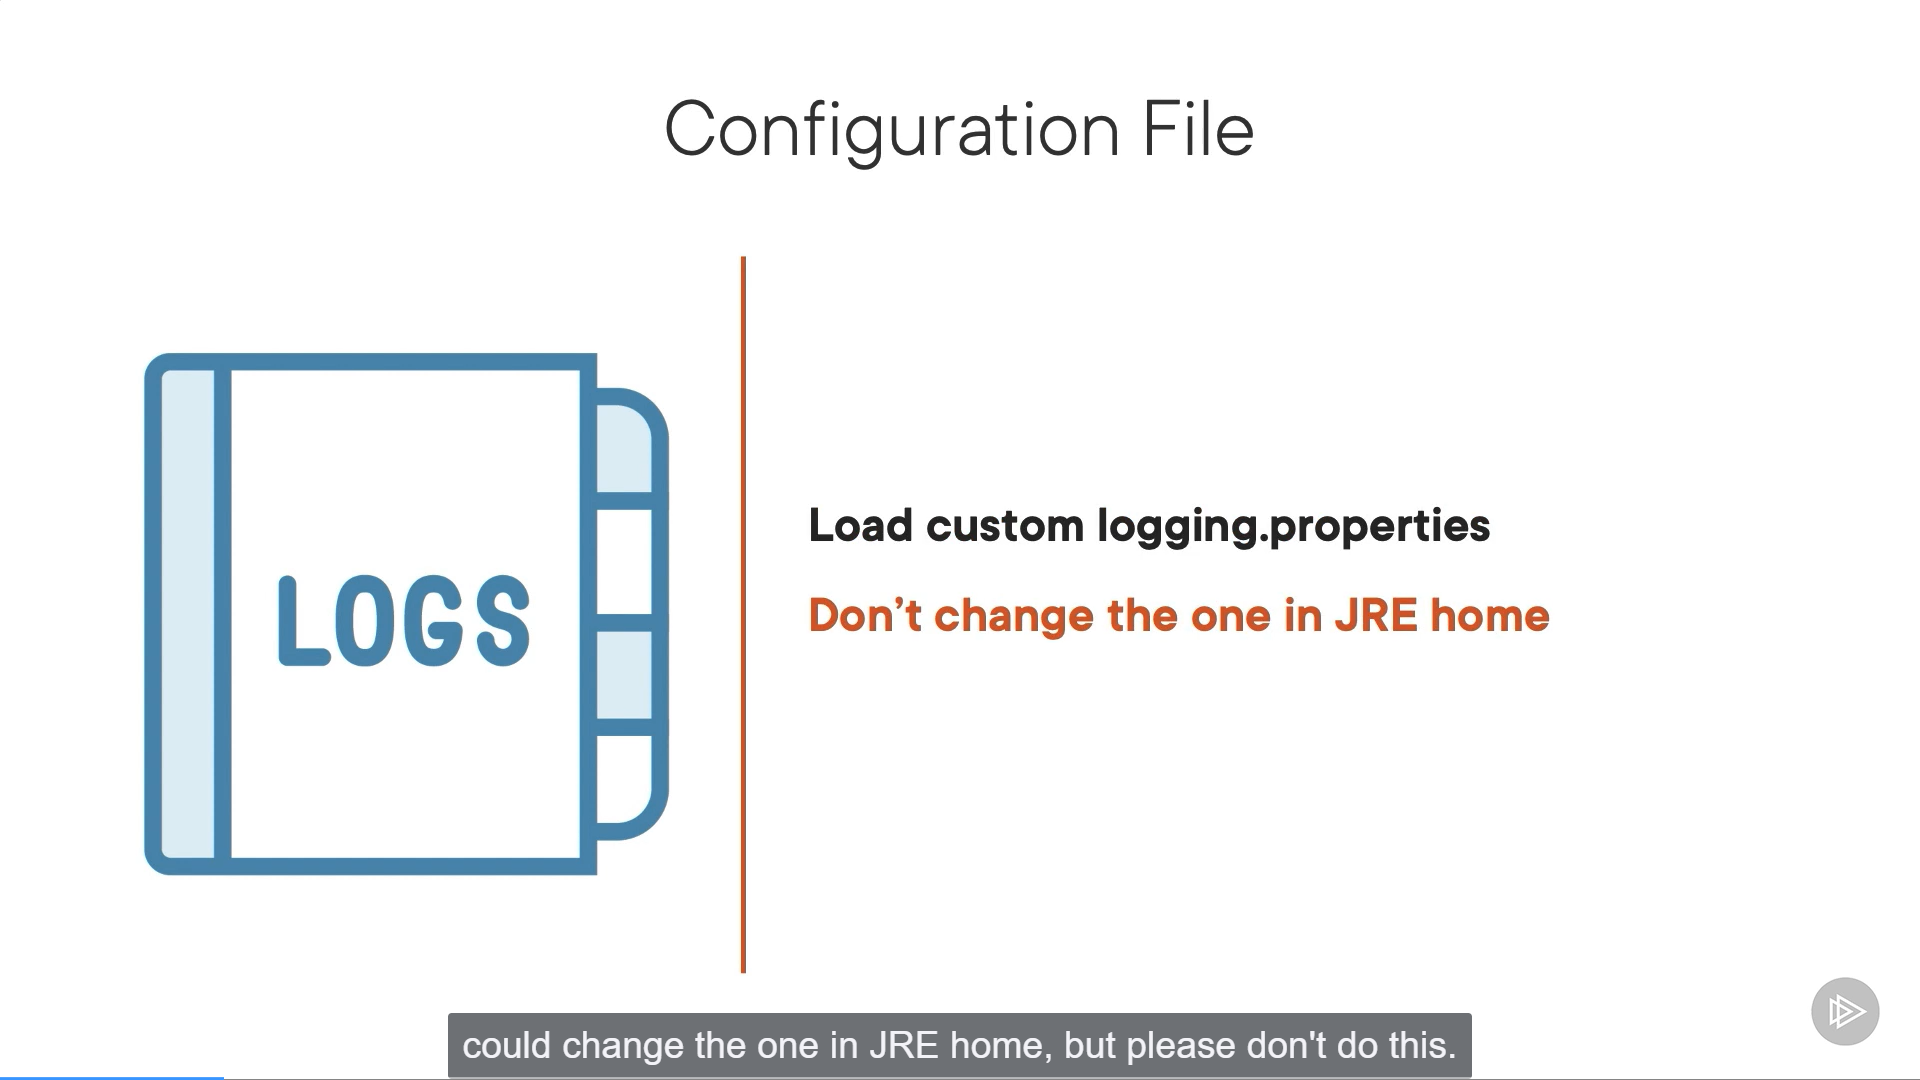 Configuration File
LOGS
Load custom logging.properties
Don’t change the one in JRE home
could change the one in JRE home, but please don't do this.